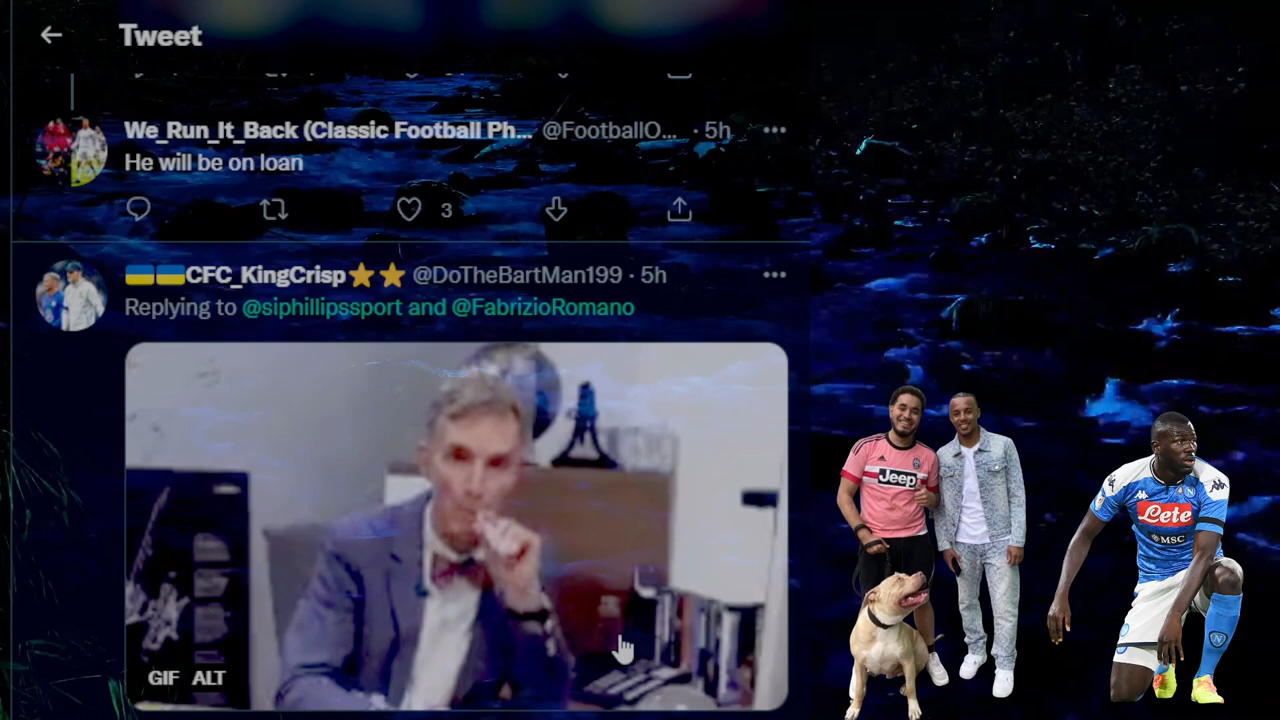 Tweet
We_Run_It_Back (Classic Football Ph... @FootballO... · 5h
He will be on loan
3
CFC_KingCrisp @DoTheBartMan199 · 5h
Replying to @siphillipssport and @FabrizioRomano
GIF ALT
Jeep
Lete
MSC